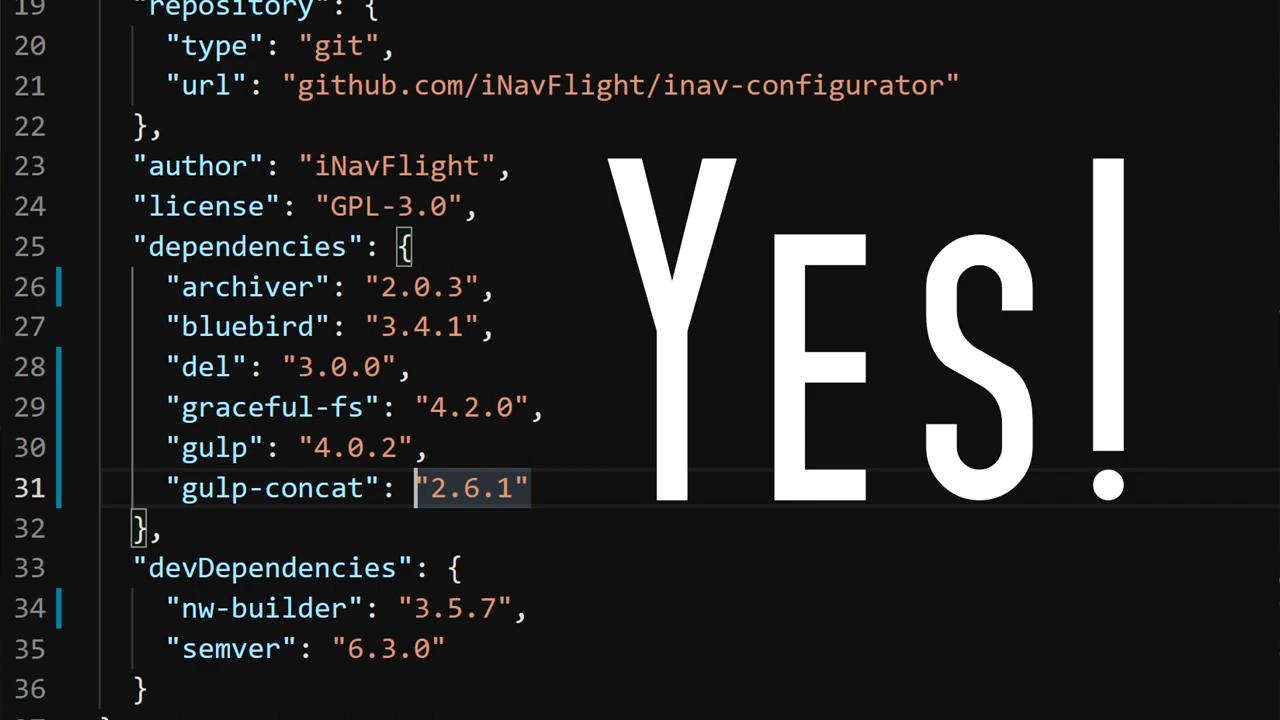 19 "repository": {
20 "type": "git",
21 "url": "github.com/iNavFlight/inav-configurator"
22 },
23 "author": "iNavFlight",
24 "license": "GPL-3.0",
25 "dependencies": {
26 "archiver": "2.0.3",
27 "bluebird": "3.4.1",
28 "del": "3.0.0",
29 "graceful-fs": "4.2.0",
30 "gulp": "4.0.2",
31 "gulp-concat": "2.6.1"
32 },
33 "devDependencies": {
34 "nw-builder": "3.5.7",
35 "semver": "6.3.0"
36 }
Yes!